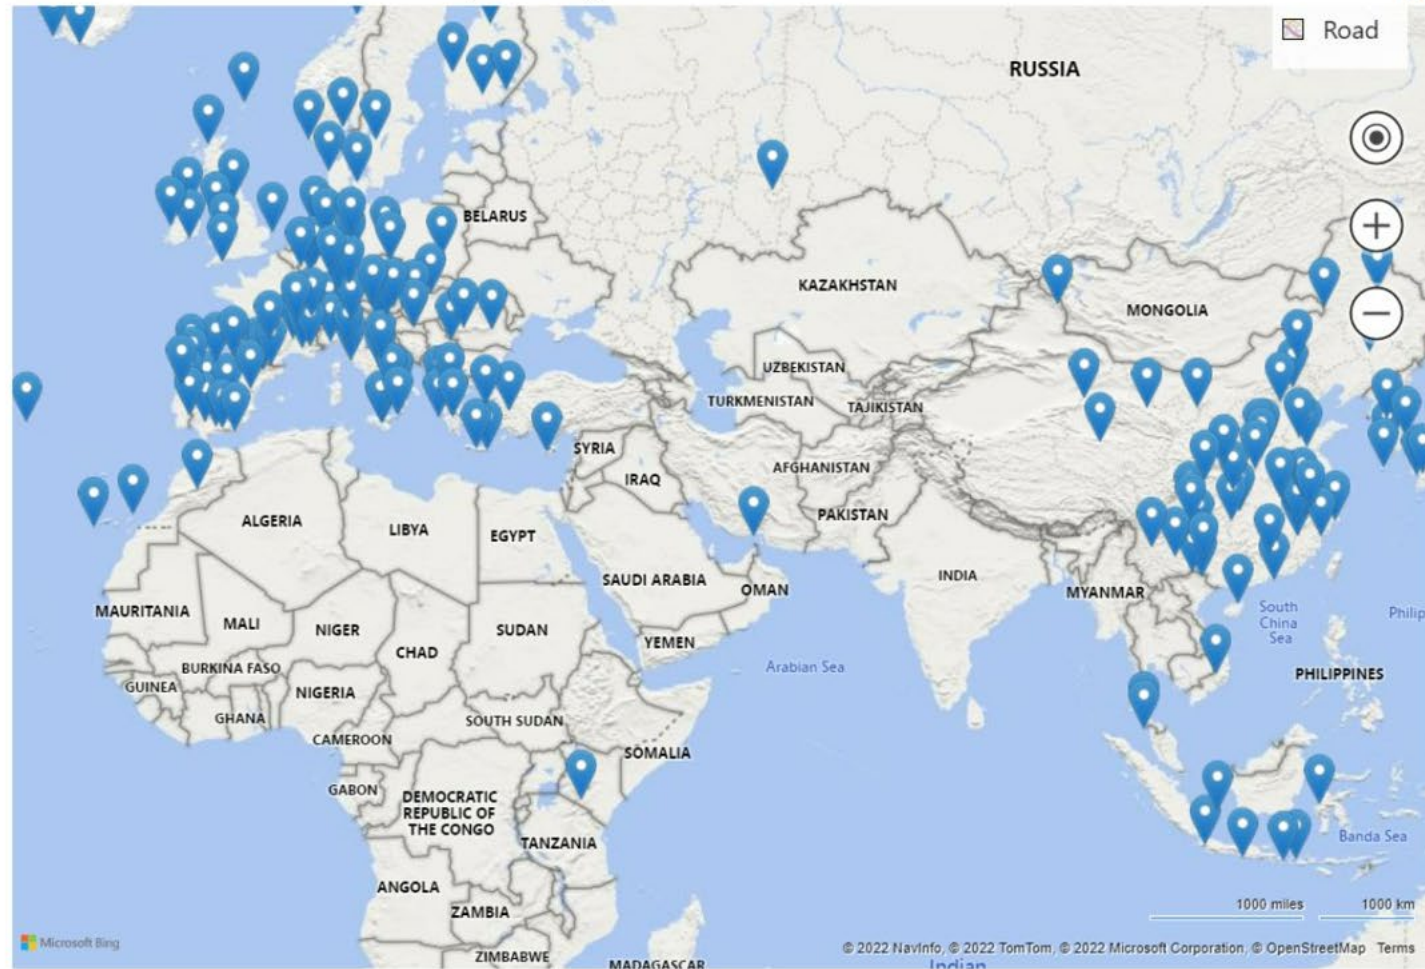 Road
RUSSIA
BELARUS
KAZAKHSTAN
MONGOLIA
UZBEKISTAN
TURKMENISTAN
TAJIKISTAN
SYRIA
AFGHANISTAN
IRAQ
PAKISTAN
ALGERIA
LIBYA
EGYPT
SAUDI ARABIA
OMAN
INDIA
MYANMAR
South
China
Sea
Philip
MAURITANIA
MALI
NIGER
SUDAN
YEMEN
CHAD
BURKINA FASO
Arabian Sea
PHILIPPINES
GUINEA
NIGERIA
GHANA
SOUTH SUDAN
CAMEROON
SOMALIA
GABON
DEMOCRATIC
REPUBLIC OF
THE CONGO
TANZANIA
Banda Sea
ANGOLA
ZAMBIA
1000 miles
1000 km
Microsoft Bing
© 2022 NavInfo, © 2022 TomTom, © 2022 Microsoft Corporation, © OpenStreetMap Terms
ZIMBABWE
MADAGASCAR
Indian